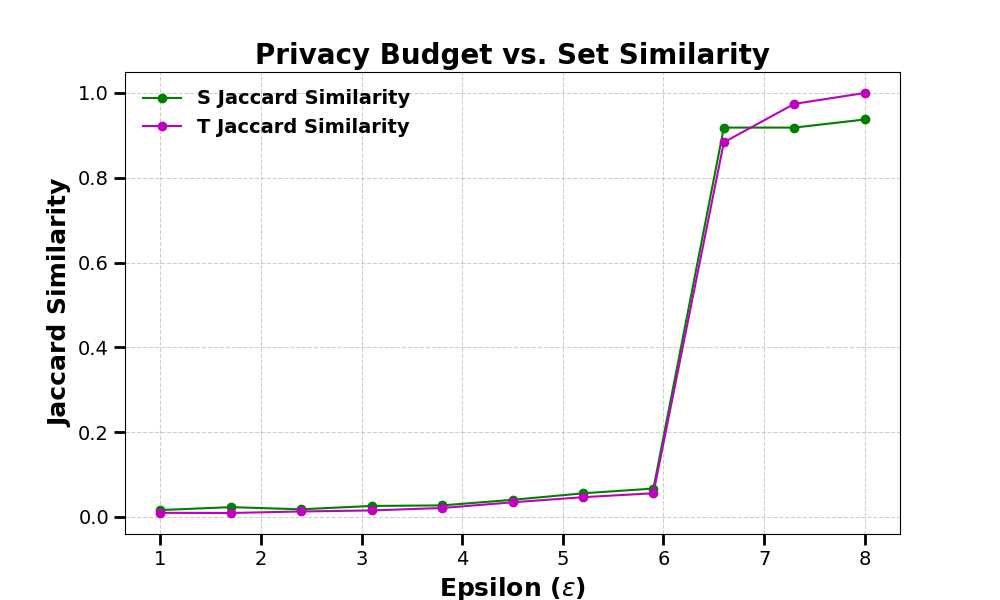 Privacy Budget vs. Set Similarity
S Jaccard Similarity
T Jaccard Similarity
Jaccard Similarity
1.0
0.8
0.6
0.4
0.2
0.0
1 2 3 4 5 6 7 8
Epsilon (ε)